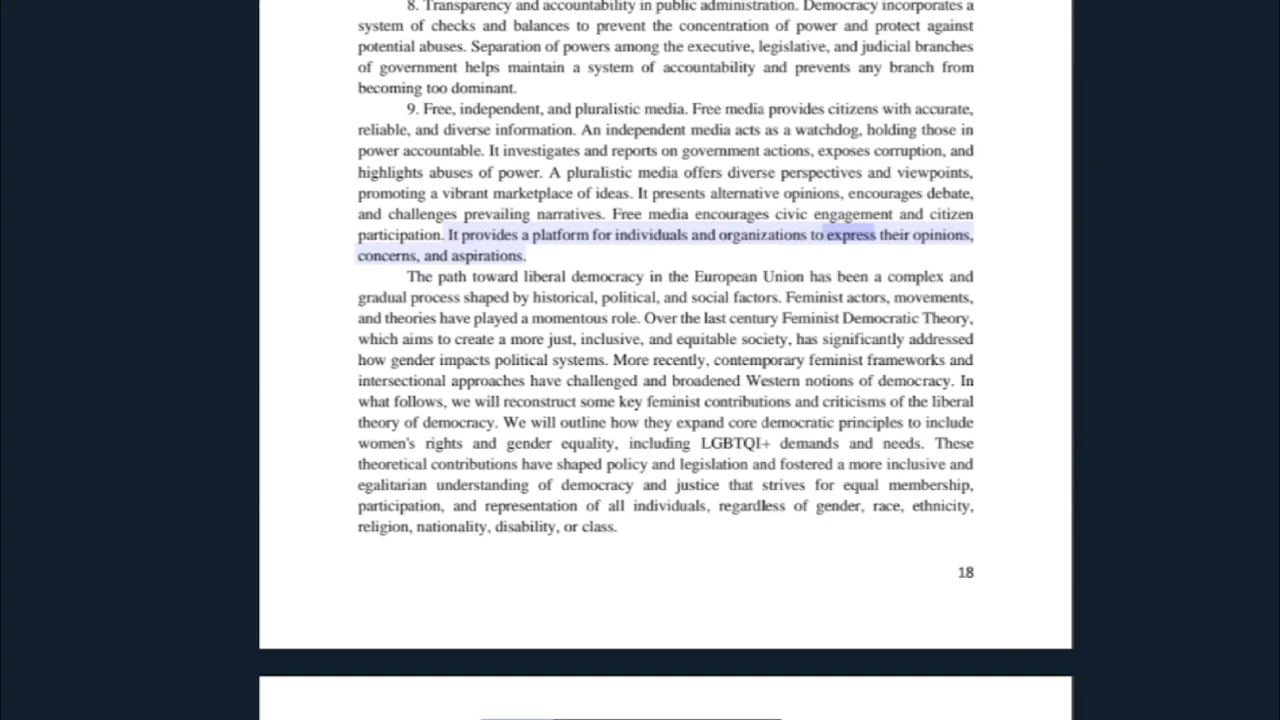 8. Transparency and accountability in public administration. Democracy incorporates a
system of checks and balances to prevent the concentration of power and protect against
potential abuses. Separation of powers among the executive, legislative, and judicial branches
of government helps maintain a system of accountability and prevents any branch from
becoming too dominant.
9. Free, independent, and pluralistic media. Free media provides citizens with accurate,
reliable, and diverse information. An independent media acts as a watchdog, holding those in
power accountable. It investigates and reports on government actions, exposes corruption, and
highlights abuses of power. A pluralistic media offers diverse perspectives and viewpoints,
promoting a vibrant marketplace of ideas. It presents alternative opinions, encourages debate,
and challenges prevailing narratives. Free media encourages civic engagement and citizen
participation. It provides a platform for individuals and organizations to express their opinions,
concerns, and aspirations.
The path toward liberal democracy in the European Union has been a complex and
gradual process shaped by historical, political, and social factors. Feminist actors, movements,
and theories have played a momentous role. Over the last century Feminist Democratic Theory,
which aims to create a more just, inclusive, and equitable society, has significantly addressed
how gender impacts political systems. More recently, contemporary feminist frameworks and
intersectional approaches have challenged and broadened Western notions of democracy. In
what follows, we will reconstruct some key feminist contributions and criticisms of the liberal
theory of democracy. We will outline how they expand core democratic principles to include
women's rights and gender equality, including LGBTQI+ demands and needs. These
theoretical contributions have shaped policy and legislation and fostered a more inclusive and
egalitarian understanding of democracy and justice that strives for equal membership,
participation, and representation of all individuals, regardless of gender, race, ethnicity,
religion, nationality, disability, or class.
18